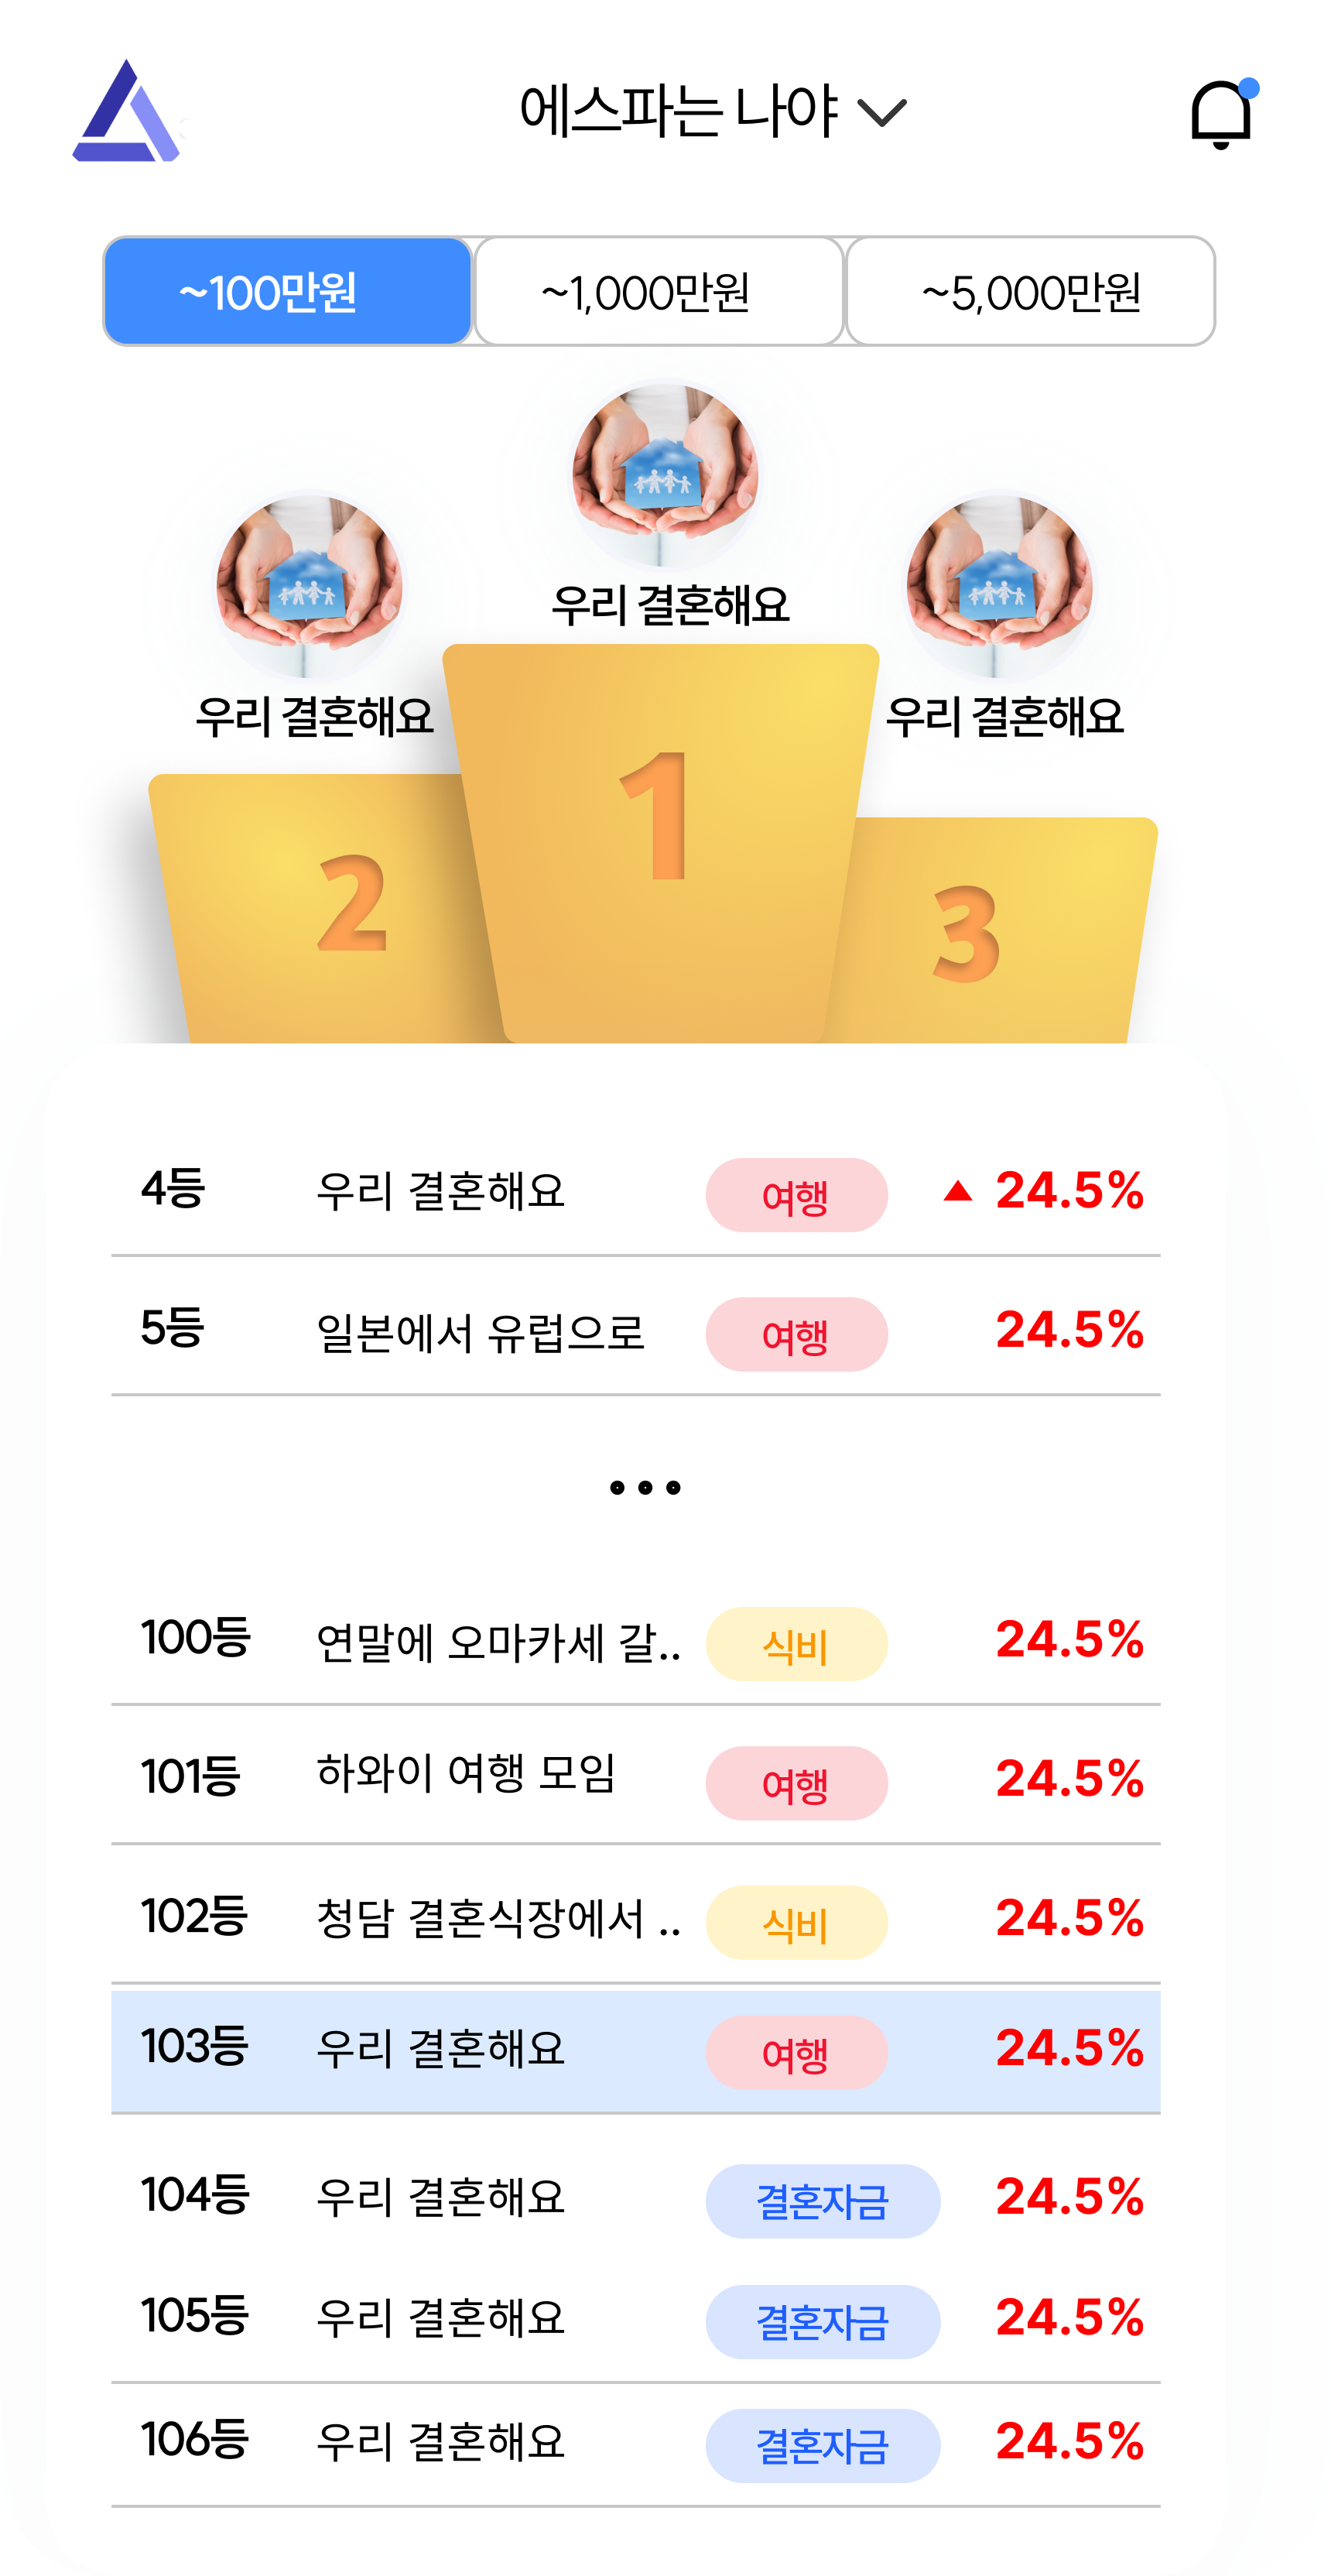 에스파는 나야
~100만원 ~1,000만원 ~5,000만원
우리 결혼해요
우리 결혼해요 우리 결혼해요
1
2
3
4등 우리 결혼해요 여행 24.5%
5등 일본에서 유럽으로 여행 24.5%
100등 연말에 오마카세 갈.. 식비 24.5%
101등 하와이 여행 모임 여행 24.5%
102등 청담 결혼식장에서 .. 식비 24.5%
103등 우리 결혼해요 여행 24.5%
104등 우리 결혼해요 결혼자금 24.5%
105등 우리 결혼해요 결혼자금 24.5%
106등 우리 결혼해요 결혼자금 24.5%